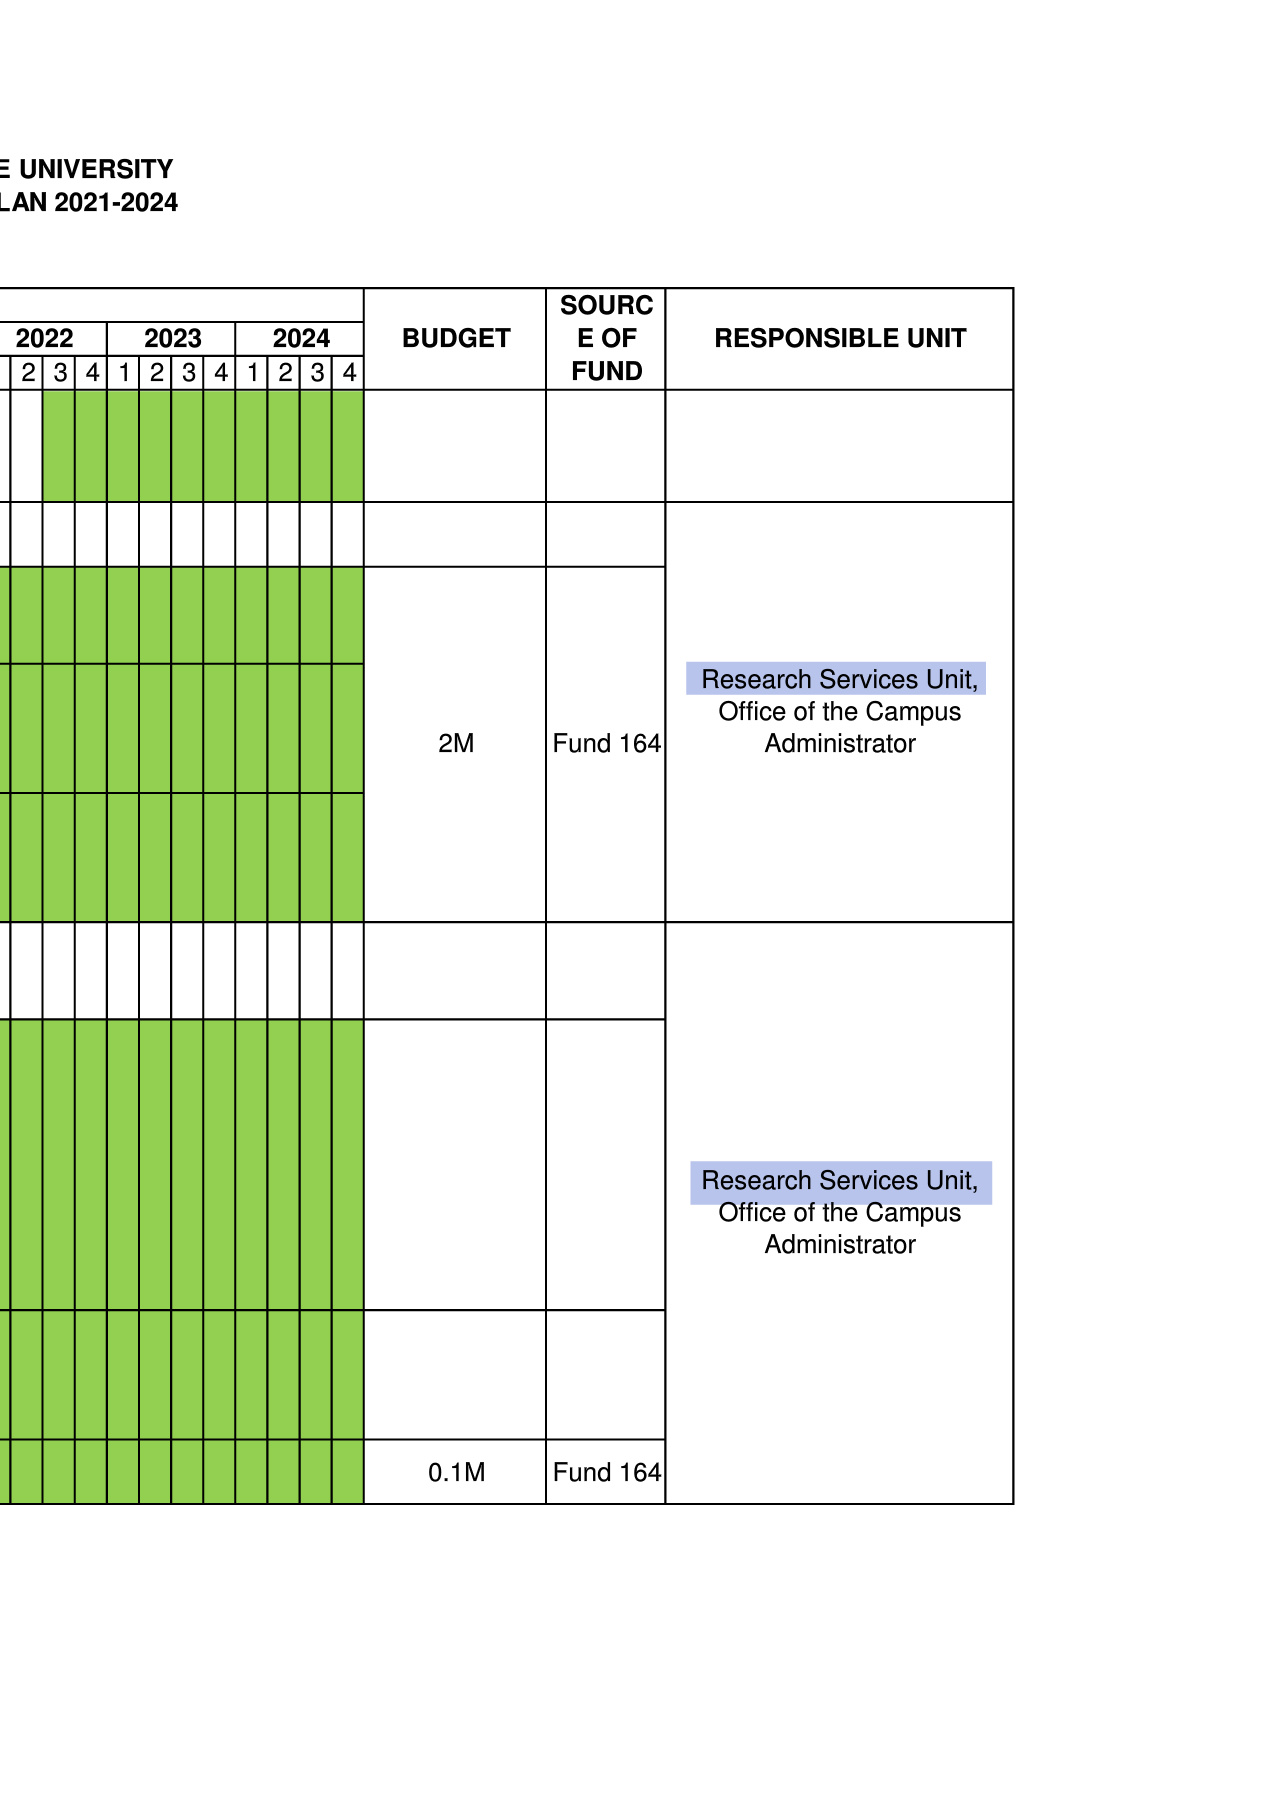 E UNIVERSITY
LAN 2021-2024
BUDGET
SOURC
E OF
FUND
RESPONSIBLE UNIT
2022 2023 2024
2 3 4 1 2 3 4 1 2 3 4
Research Services Unit,
Office of the Campus
Administrator
2M Fund 164
Research Services Unit,
Office of the Campus
Administrator
0.1M Fund 164